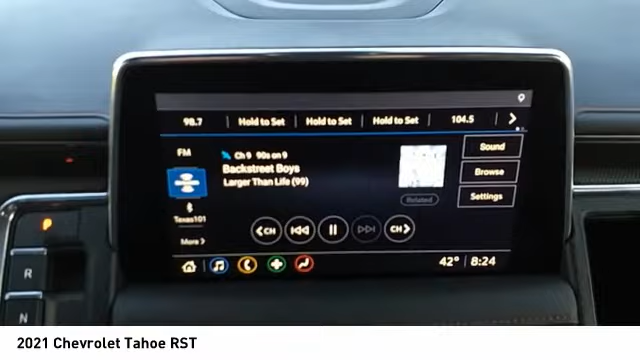 98.7 Hold to Set Hold to Set Hold to Set 104.5
FM
Ch 9 90s on 9
Backstreet Boys
Larger Than Life (99)
Sound
Browse
Settings
Related
Texas101
More
CH
CH
42° 8:24
P
R
N
2021 Chevrolet Tahoe RST